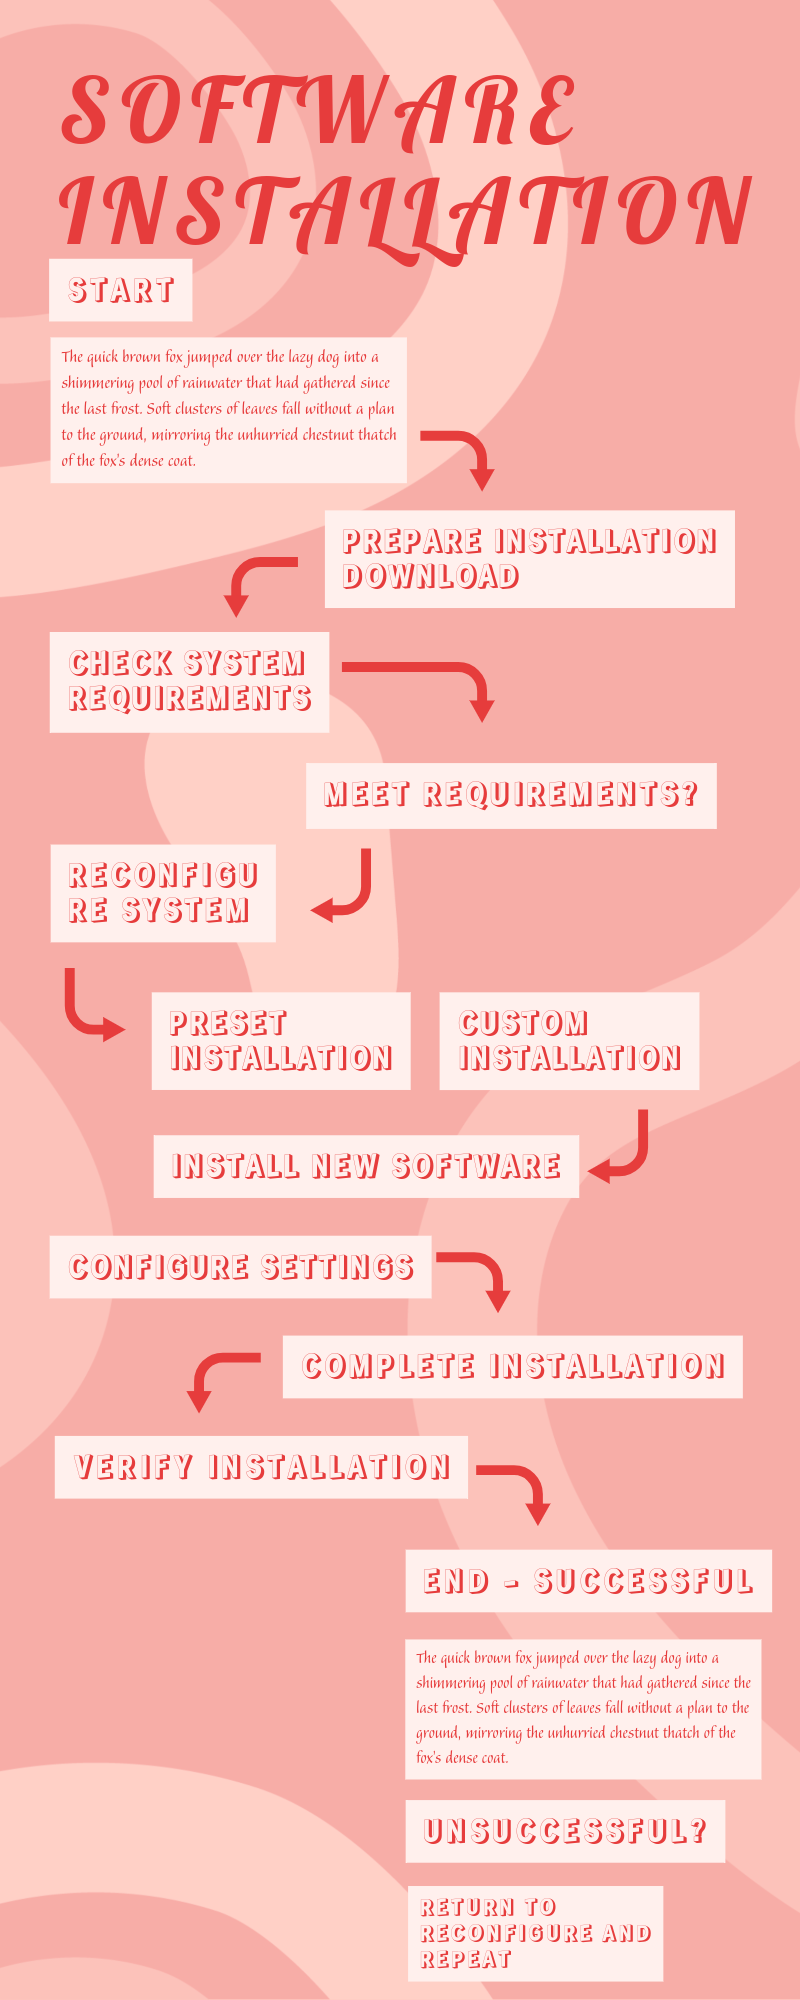 SOFTWARE
INSTALLATION
START
The quick brown fox jumped over the lazy dog into a
shimmering pool of rainwater that had gathered since
the last frost. Soft clusters of leaves fall without a plan
to the ground, mirroring the unhurried chestnut thatch
of the fox's dense coat.
PREPARE INSTALLATION
DOWNLOAD
CHECK SYSTEM
REQUIREMENTS
MEET REQUIREMENTS?
RECONFIGU
RE SYSTEM
PRESET
INSTALLATION
CUSTOM
INSTALLATION
INSTALL NEW SOFTWARE
CONFIGURE SETTINGS
COMPLETE INSTALLATION
VERIFY INSTALLATION
END - SUCCESSFUL
The quick brown fox jumped over the lazy dog into a
shimmering pool of rainwater that had gathered since the
last frost. Soft clusters of leaves fall without a plan to the
ground, mirroring the unhurried chestnut thatch of the
fox's dense coat.
UNSUCCESSFUL?
RETURN TO
RECONFIGURE AND
REPEAT